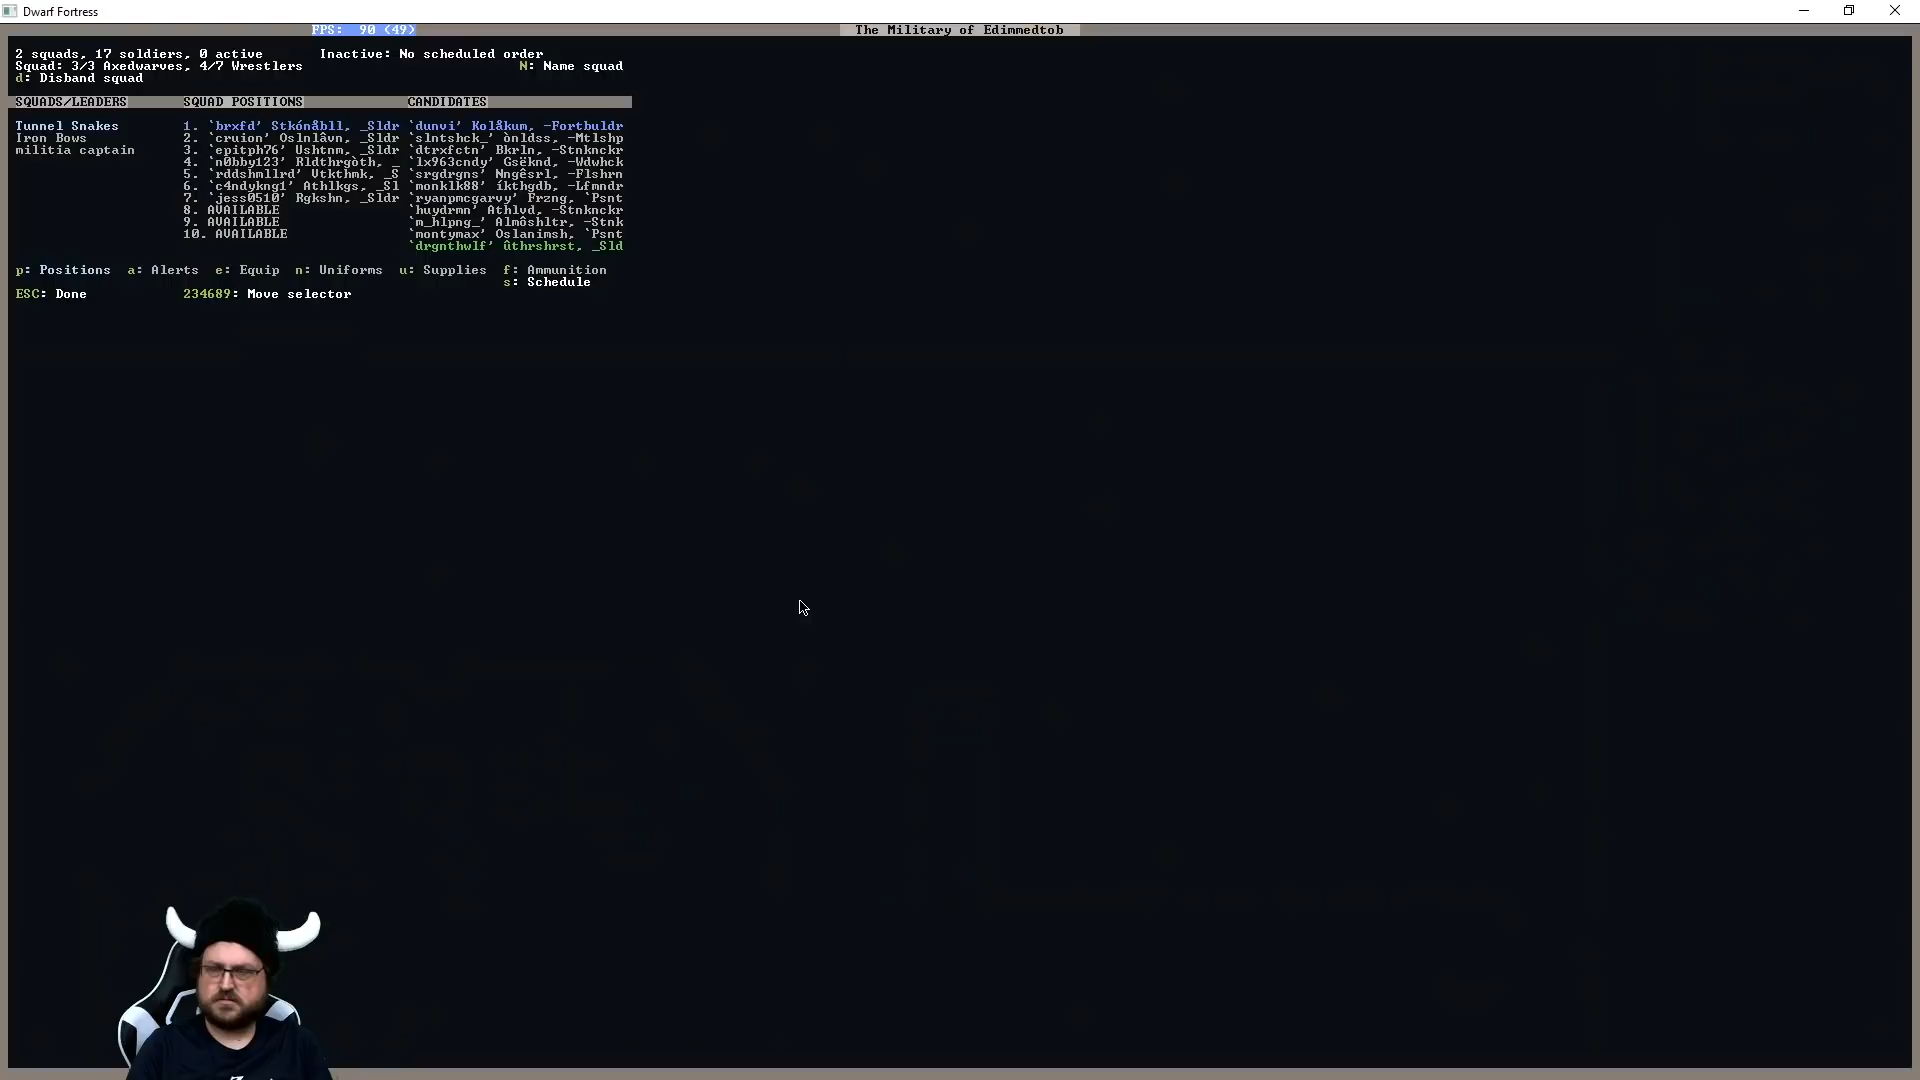 Dwarf Fortress
FPS: 90 (49)
The Military of Edimmedtob
2 squads, 17 soldiers, 0 active Inactive: No scheduled order
Squad: 3/3 Axedwarves, 4/7 Wrestlers N: Name squad
d: Disband squad
SQUADS/LEADERS SQUAD POSITIONS CANDIDATES
Tunnel Snakes 1. `brxfd' Stkónåbll, _Sldr `dunvi' Kolåkum, -Fortbuldr
Iron Bows 2. `cruion' Oslnlâvn, _Sldr `slntshck_' ònldss, -Mtlshp
militia captain 3. `epitph76' Ushtnm, _Sldr `dtrxfctn' Bkrln, -Stnknckr
4. `n0bby123' Rldthrgòth, _ `lx963cndy' Gsëknd, -Wdwhck
5. `rddshmllrd' Vtkthmk, _S `srgdrgns' Nngêsrl, -Flshrn
6. `c4ndykng1' Athlkgs, _Sl `monklk88' íkthgdb, -Lfmndr
7. `jess0510' Rgkshn, _Sldr `ryanpmcgarvy' Frzng, `Psnt
8. AVAILABLE `huydrmn' Athlvd, -Stnknckr
9. AVAILABLE `m_hlpng_' Almôshltr, -Stnk
10. AVAILABLE `montymax' Oslanimsh, `Psnt
`drgnthwlf' ûthrshrst, _Sld
p: Positions a: Alerts e: Equip n: Uniforms u: Supplies f: Ammunition
s: Schedule
ESC: Done 234689: Move selector